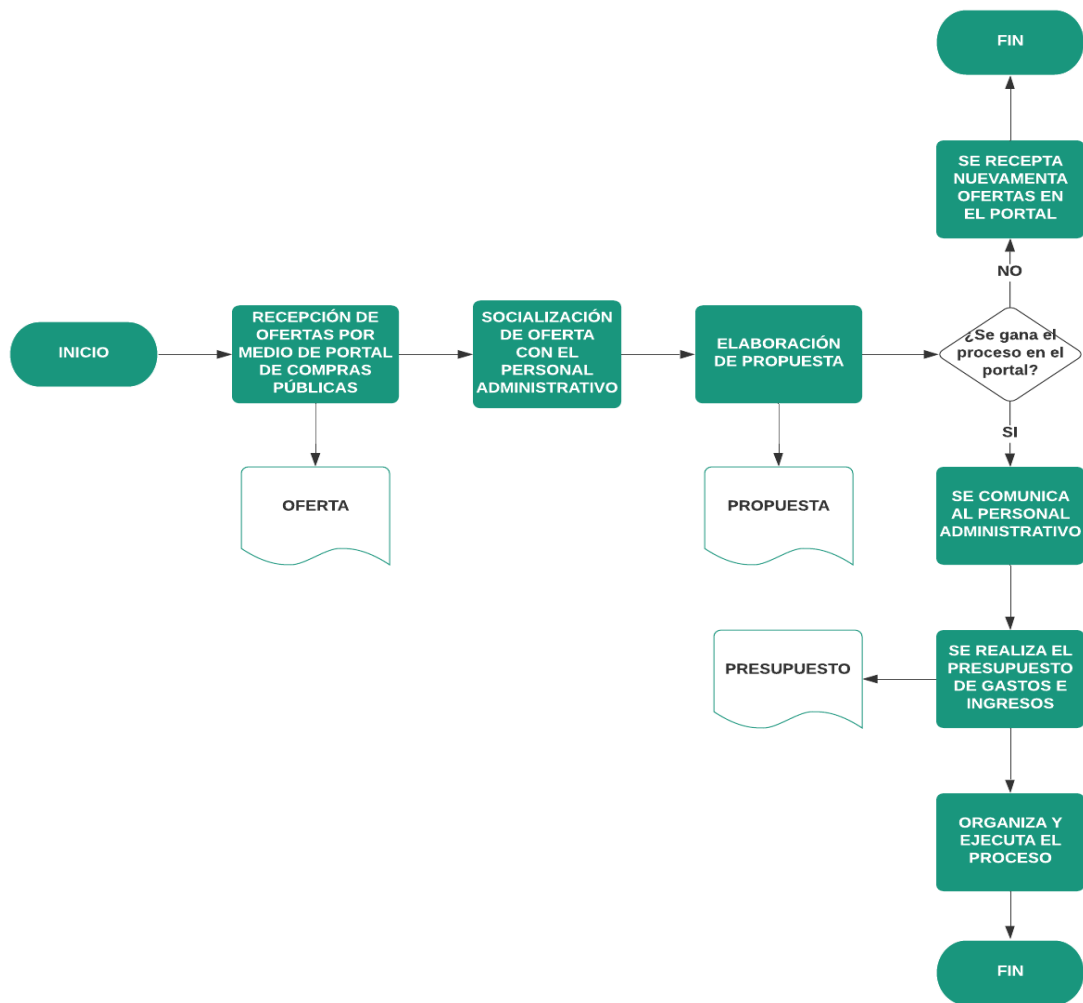 INICIO
RECEPCIÓN DE
OFERTAS POR
MEDIO DE PORTAL
DE COMPRAS
PÚBLICAS
OFERTA
SOCIALIZACIÓN
DE OFERTA
CON EL
PERSONAL
ADMINISTRATIVO
ELABORACIÓN
DE PROPUESTA
PROPUESTA
¿Se gana el
proceso en el
portal?
NO
SE RECEPTA
NUEVAMENTA
OFERTAS EN
EL PORTAL
FIN
SI
SE COMUNICA
AL PERSONAL
ADMINISTRATIVO
SE REALIZA EL
PRESUPUESTO
DE GASTOS E
INGRESOS
PRESUPUESTO
ORGANIZA Y
EJECUTA EL
PROCESO
FIN